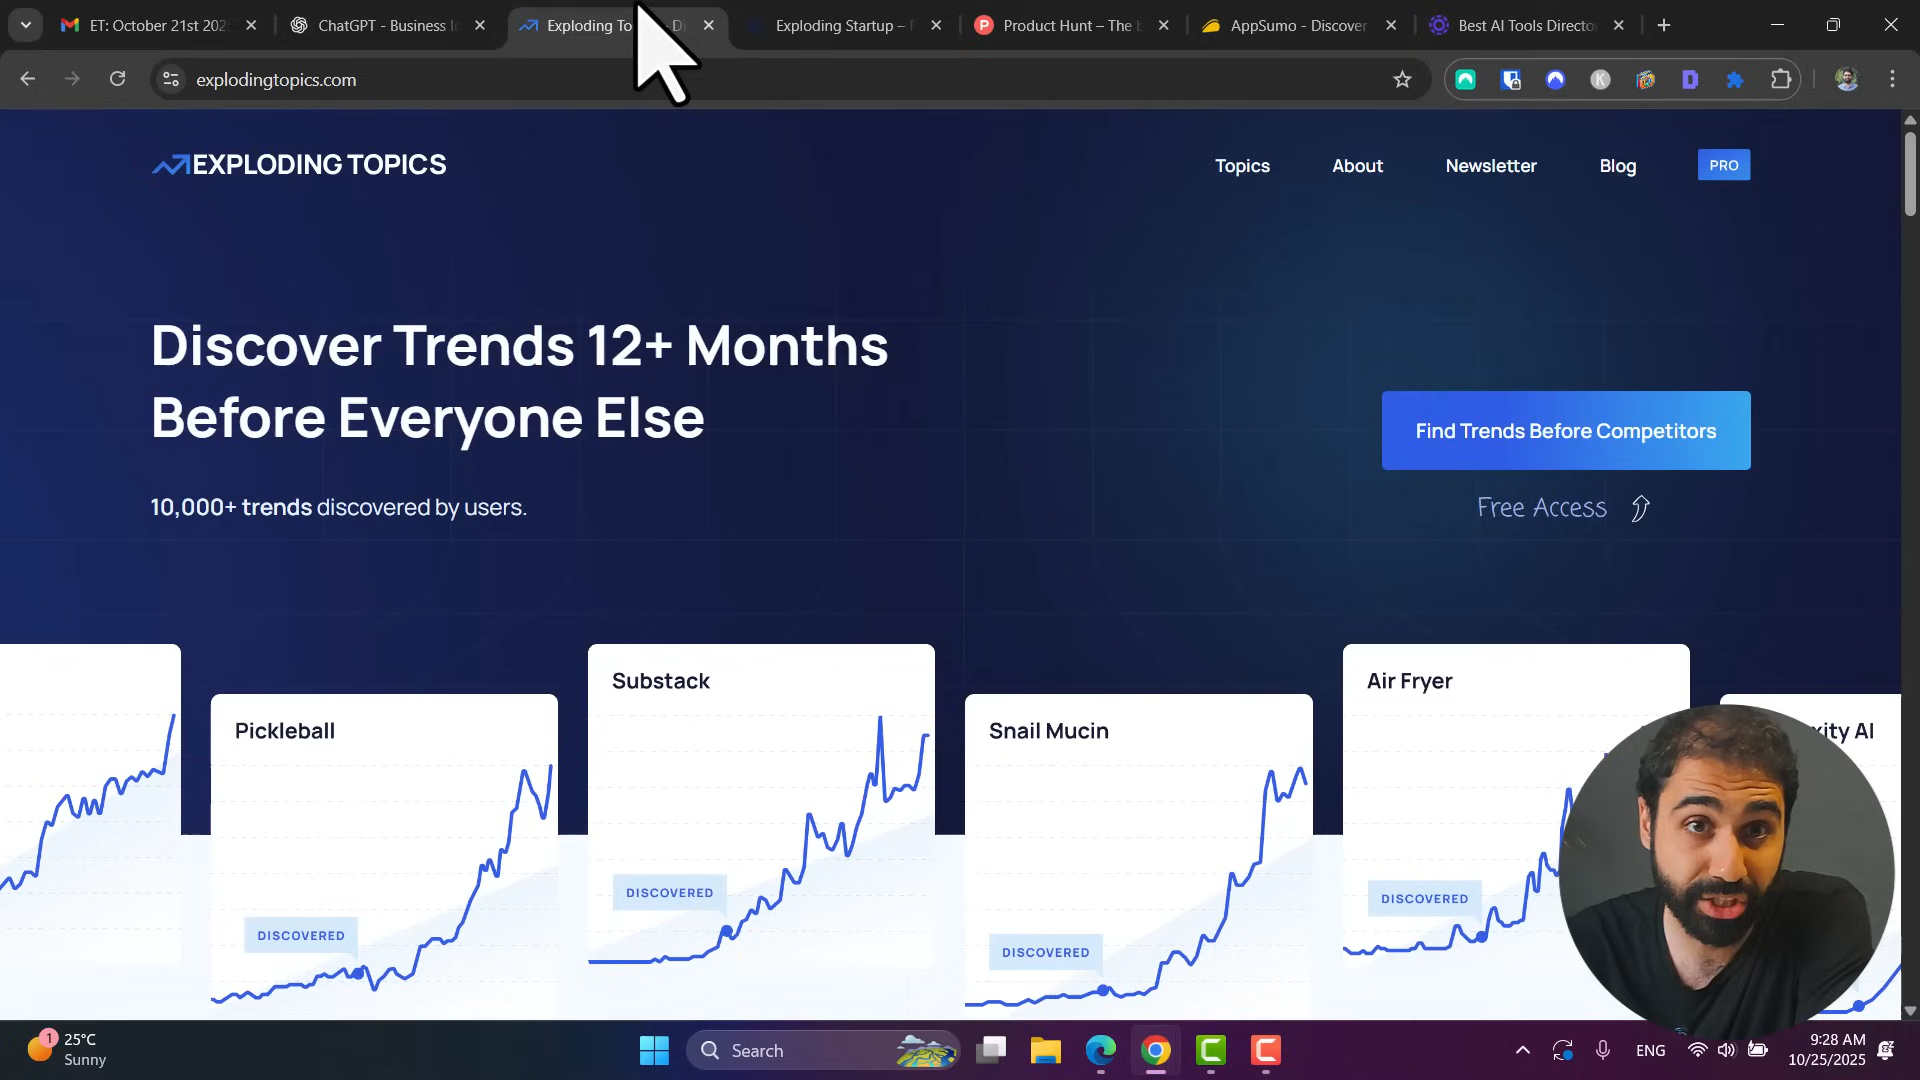 ET: October 21st 202
ChatGPT - Business I
Exploding To
Exploding Startup –
Product Hunt – The b
AppSumo - Discover
Best AI Tools Directo
explodingtopics.com
K
EXPLODING TOPICS
Topics
About
Newsletter
Blog
PRO
Discover Trends 12+ Months
Before Everyone Else
10,000+ trends discovered by users.
Find Trends Before Competitors
Free Access
Pickleball
DISCOVERED
Substack
DISCOVERED
Snail Mucin
DISCOVERED
Air Fryer
DISCOVERED
xity AI
1
25°C
Sunny
Search
ENG
9:28 AM
10/25/2025